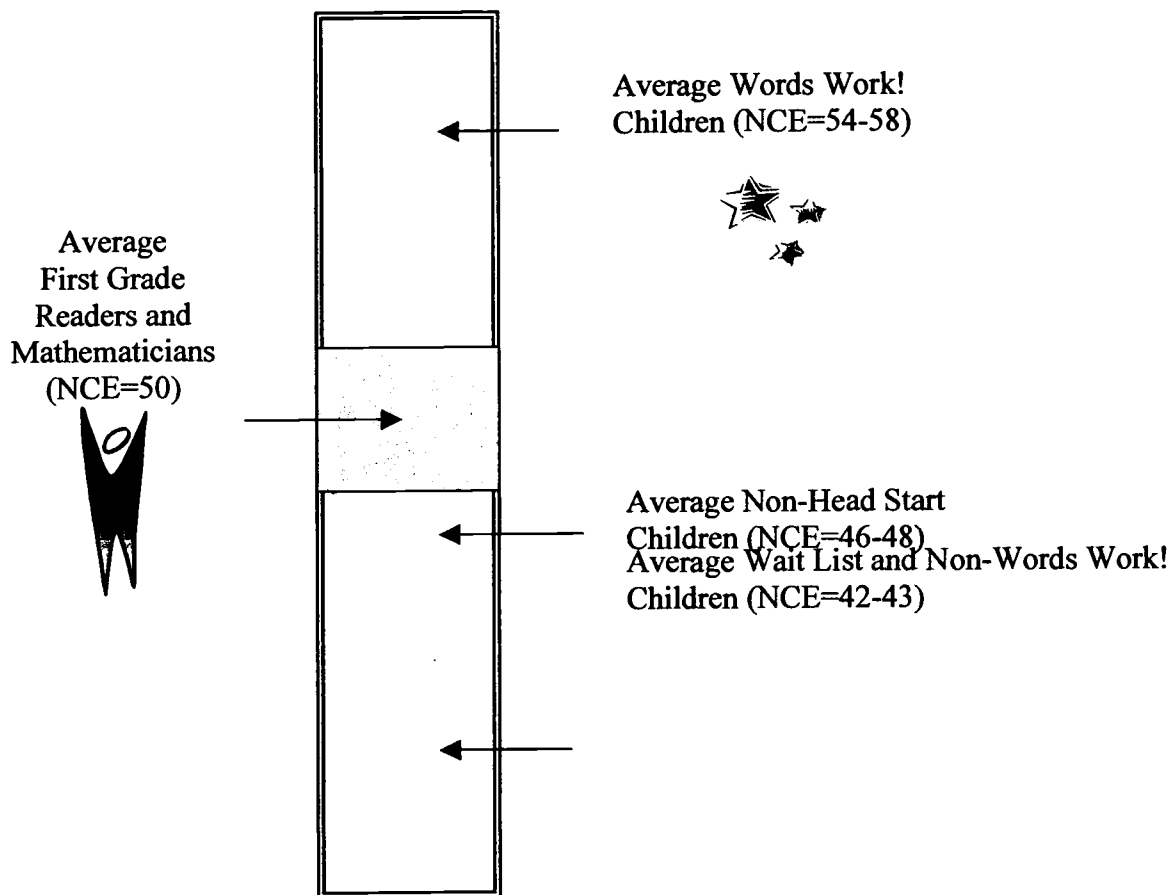 Average Words Work!
Children (NCE=54-58)
Average
First Grade
Readers and
Mathematicians
(NCE=50)
Average Non-Head Start
Children (NCE=46-48)
Average Wait List and Non-Words Work!
Children (NCE=42-43)